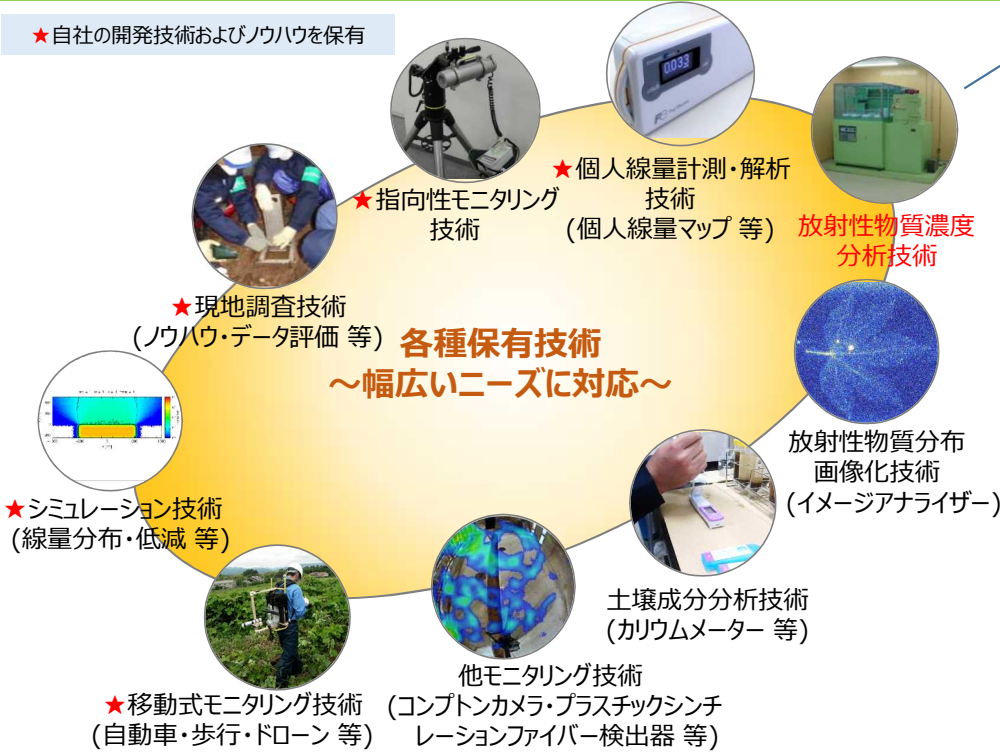 ★自社の開発技術およびノウハウを保有
0.033
★個人線量計測・解析
技術
(個人線量マップ 等)
★指向性モニタリング
技術
放射性物質濃度
分析技術
★現地調査技術
(ノウハウ・データ評価 等)
各種保有技術
～幅広いニーズに対応～
放射性物質分布
画像化技術
(イメージアナライザー)
★シミュレーション技術
(線量分布・低減 等)
土壌成分分析技術
(カリウムメーター 等)
他モニタリング技術
(コンプトンカメラ・プラスチックシンチ
レーションファイバー検出器 等)
★移動式モニタリング技術
(自動車・歩行・ドローン 等)